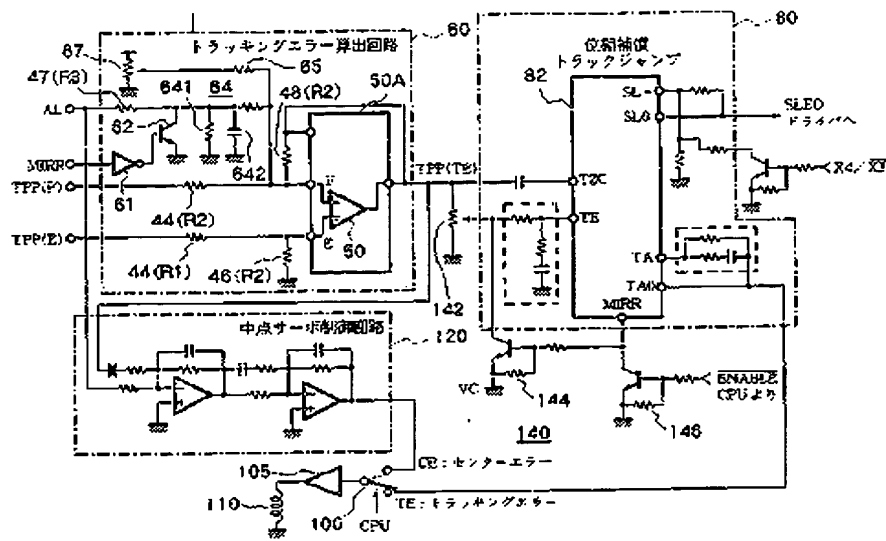 60
80
トラッキングエラー算出回路
位相補償
トラックジャンプ
67
65
47(R3)
641
64
48(R2)
50A
82
62
642
MIRR
61
TPP(F)
44(R2)
F
TPP(TE)
TZC
TE
50
TPP(E)
44(R1)
46(R2)
E
142
SL-
SLO
SLED
ドライバへ
TA-
TAO
MIRR
中点サーボ制御回路
120
VC
144
140
ENABLE
CPUより
146
CE:センターエラー
105
110
100
CPU
TE:トラッキングエラー